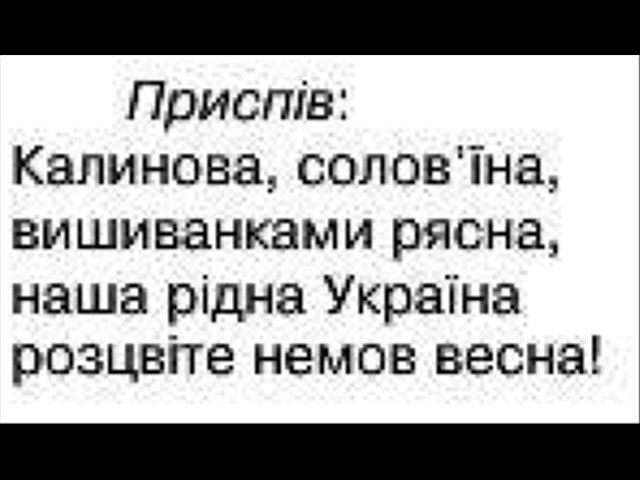 Приспів:
Калинова, солов'їна,
вишиванками рясна,
наша рідна Україна
розцвіте немов весна!